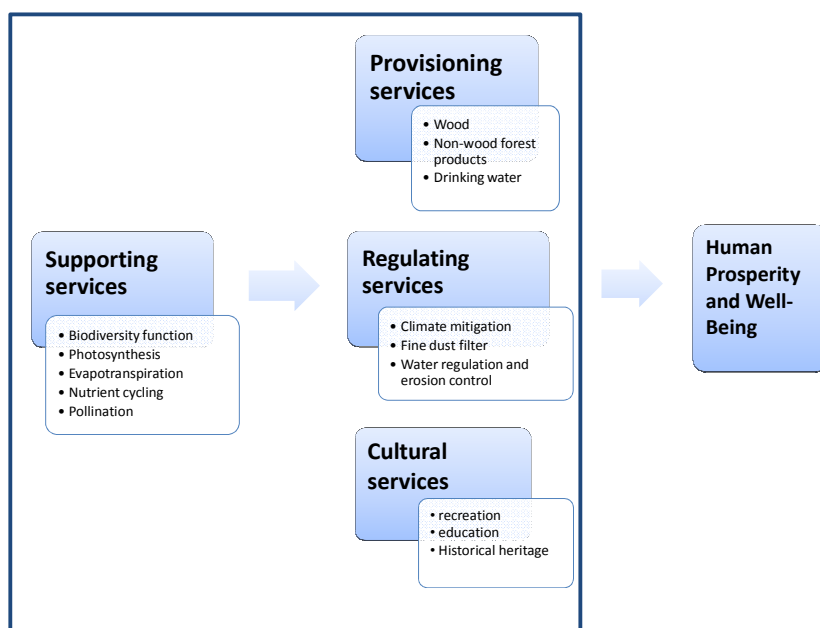 Provisioning
services
• Wood
• Non-wood forest
products
• Drinking water
Supporting
services
• Biodiversity function
• Photosynthesis
• Evapotranspiration
• Nutrient cycling
• Pollination
Regulating
services
• Climate mitigation
• Fine dust filter
• Water regulation and
erosion control
Cultural
services
• recreation
• education
• Historical heritage
Human
Prosperity
and Well-
Being